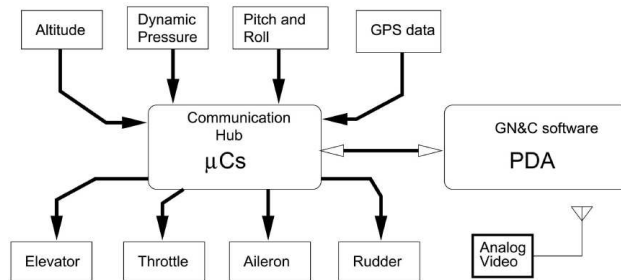 Altitude
Dynamic
Pressure
Pitch and
Roll
GPS data
Communication
Hub
μCs
GN&C software
PDA
Elevator
Throttle
Aileron
Rudder
Analog
Video